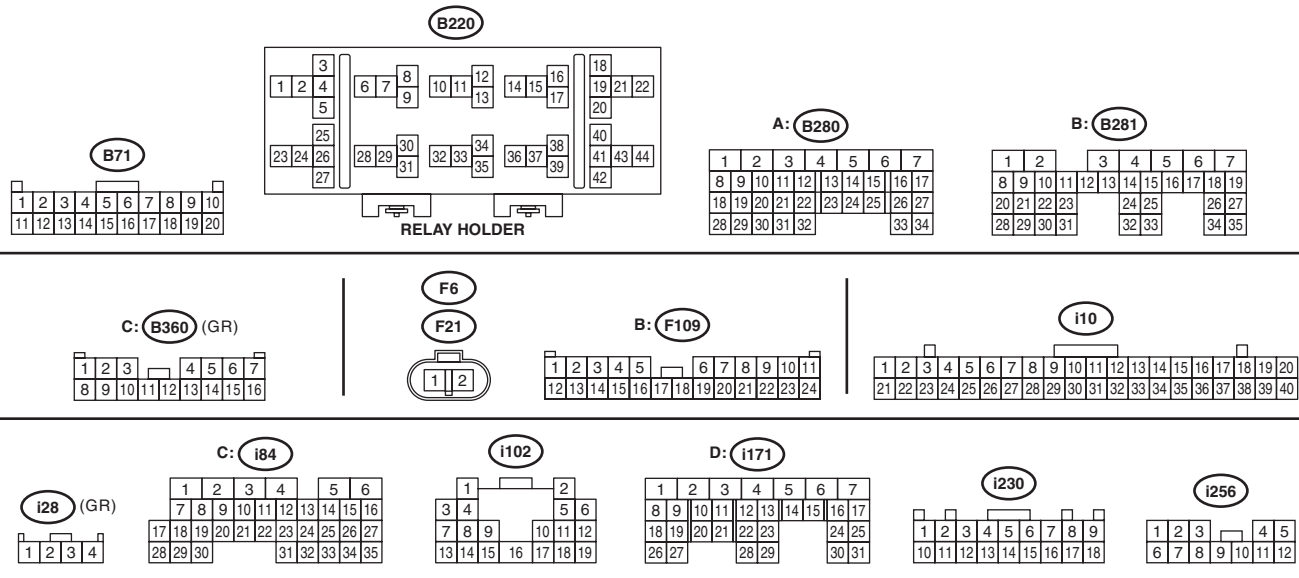 B220
3 18
1 2 4 6 7 8 10 11 12 14 15 16 19 21 22
9 13 17
5 20
25 40
23 24 26 28 29 30 32 33 34 36 37 38 41 43 44
31 35 39
27 42
RELAY HOLDER
B71
1 2 3 4 5 6 7 8 9 10
11 12 13 14 15 16 17 18 19 20
A: B280
1 2 3 4 5 6 7
8 9 10 11 12 13 14 15 16 17
18 19 20 21 22 23 24 25 26 27
28 29 30 31 32 33 34
B: B281
1 2 3 4 5 6 7
8 9 10 11 12 13 14 15 16 17 18 19
20 21 22 23 24 25 26 27
28 29 30 31 32 33 34 35
C: B360 (GR)
1 2 3 4 5 6 7
8 9 10 11 12 13 14 15 16
F6
F21
1 2
B: F109
1 2 3 4 5 6 7 8 9 10 11
12 13 14 15 16 17 18 19 20 21 22 23 24
i10
1 2 3 4 5 6 7 8 9 10 11 12 13 14 15 16 17 18 19 20
21 22 23 24 25 26 27 28 29 30 31 32 33 34 35 36 37 38 39 40
i28 (GR)
1 2 3 4
C: i84
1 2 3 4 5 6
7 8 9 10 11 12 13 14 15 16
17 18 19 20 21 22 23 24 25 26 27
28 29 30 31 32 33 34 35
i102
1 2
3 4 5 6
7 8 9 10 11 12
13 14 15 16 17 18 19
D: i171
1 2 3 4 5 6 7
8 9 10 11 12 13 14 15 16 17
18 19 20 21 22 23 24 25
26 27 28 29 30 31
i230
1 2 3 4 5 6 7 8 9
10 11 12 13 14 15 16 17 18
i256
1 2 3 4 5
6 7 8 9 10 11 12